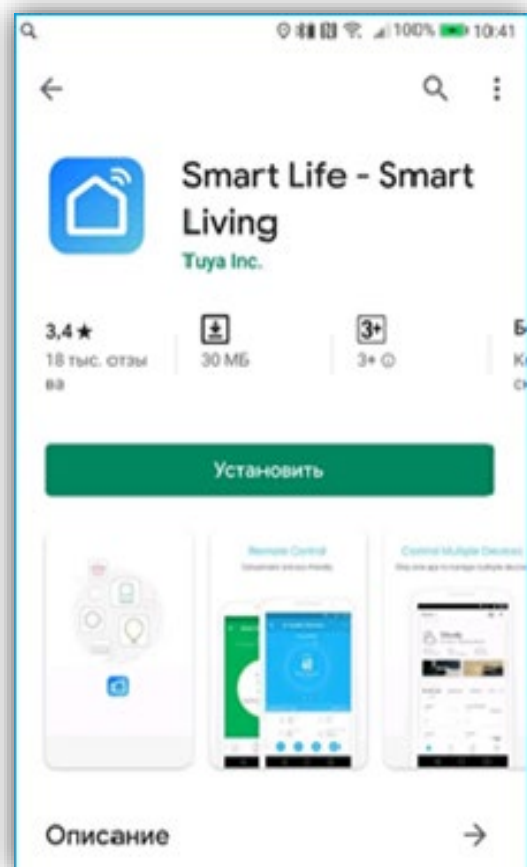 100% 10:41
Smart Life - Smart
Living
Tuya Inc.
3,4★
18 тыс. отзы
ва
30 МБ
3+
3+
Установить
Remote Control
Control Multiple Devices
Описание